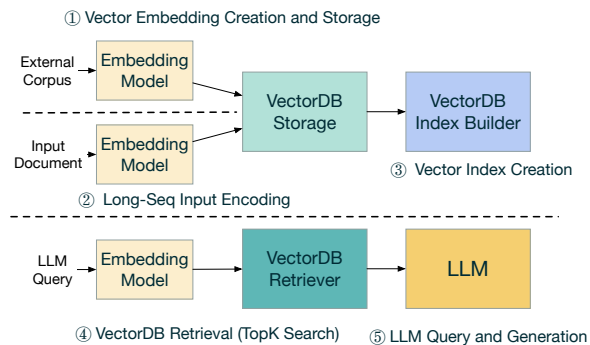 ① Vector Embedding Creation and Storage
External
Corpus
Embedding
Model
VectorDB
Storage
VectorDB
Index Builder
Input
Document
Embedding
Model
② Long-Seq Input Encoding
③ Vector Index Creation
LLM
Query
Embedding
Model
VectorDB
Retriever
LLM
④ VectorDB Retrieval (TopK Search)
⑤ LLM Query and Generation